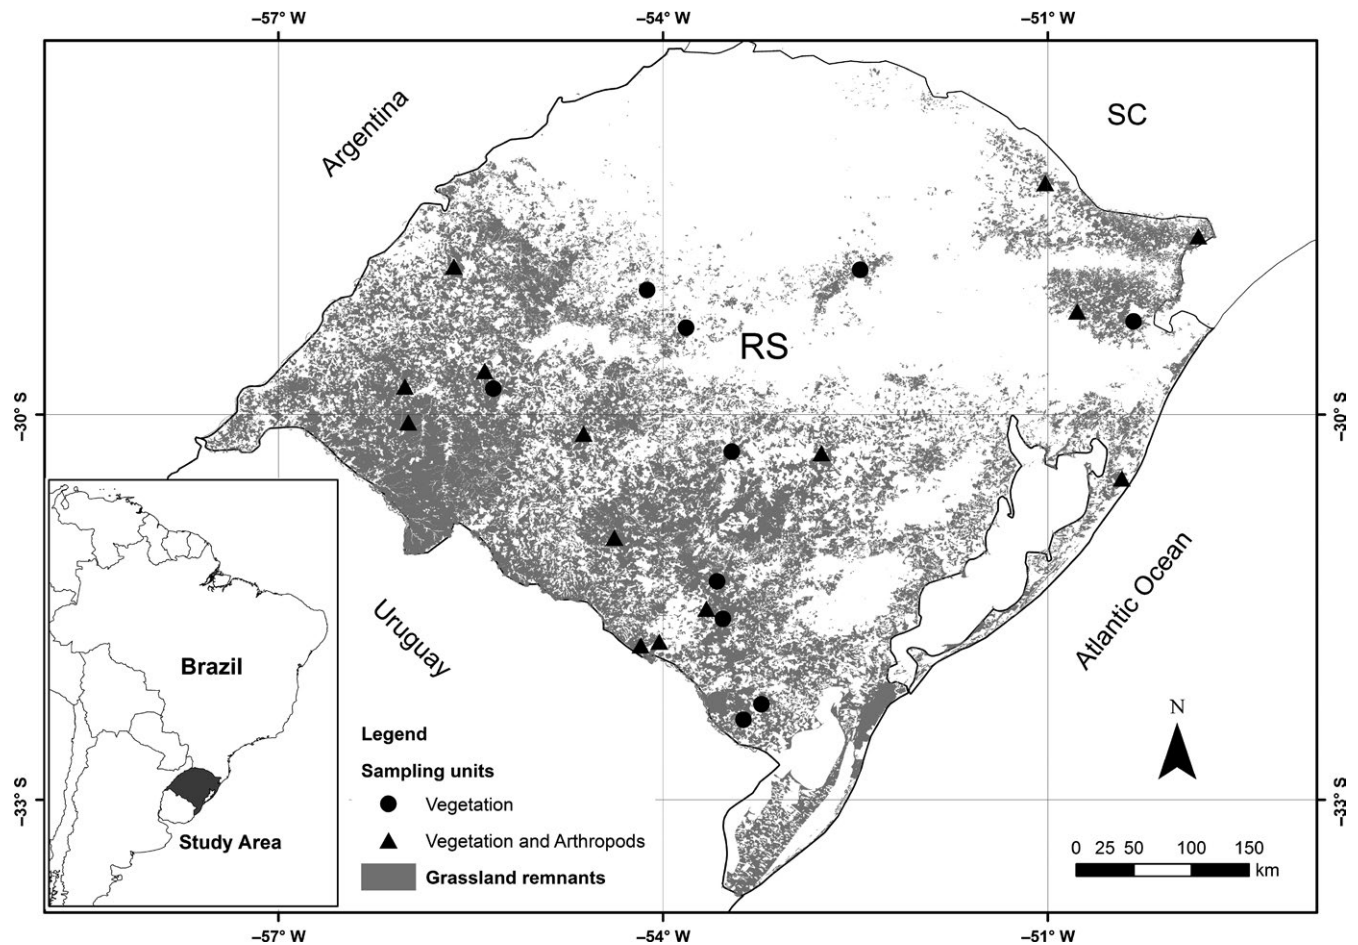 −57° W
−54° W
−51° W
Argentina
SC
RS
−30° S
−30° S
Uruguay
Atlantic Ocean
Brazil
Study Area
N
Legend
Sampling units
Vegetation
Vegetation and Arthropods
Grassland remnants
−33° S
−33° S
0 25 50 100 150
km
−57° W
−54° W
−51° W